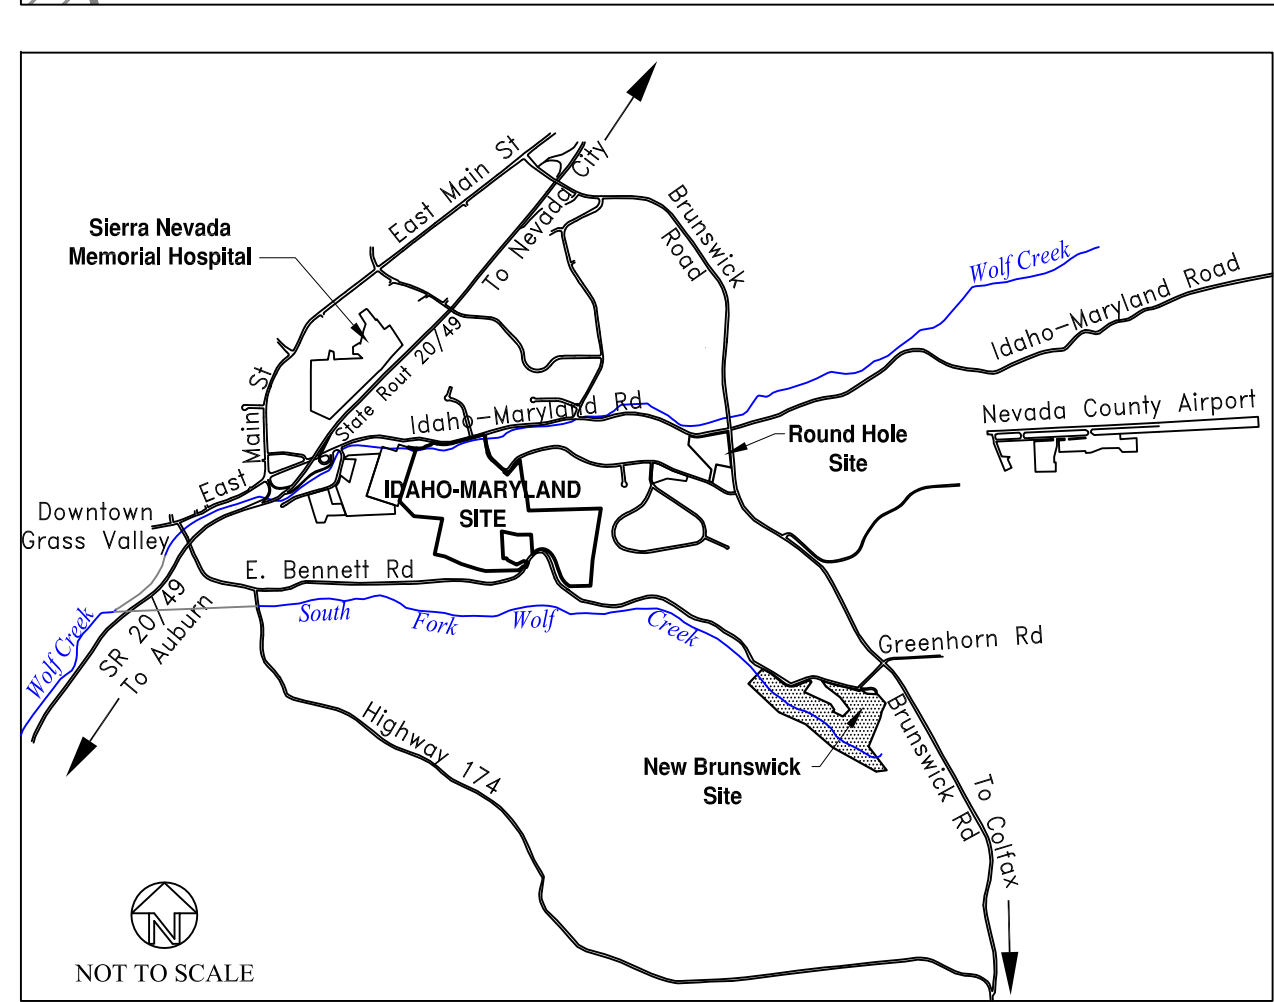 East Main St
To Nevada City
Brunswick
Road
Sierra Nevada
Memorial Hospital
Wolf Creek
Idaho-Maryland Road
State Rout 20/49
Idaho-Maryland Rd
Nevada County Airport
East Main St
Round Hole
Site
IDAHO-MARYLAND
SITE
Downtown
Grass Valley
E. Bennett Rd
South Fork Wolf Creek
Wolf Creek
SR 20/49
To Auburn
Greenhorn Rd
Highway 174
New Brunswick
Site
Brunswick Rd
To Colfax
N
NOT TO SCALE